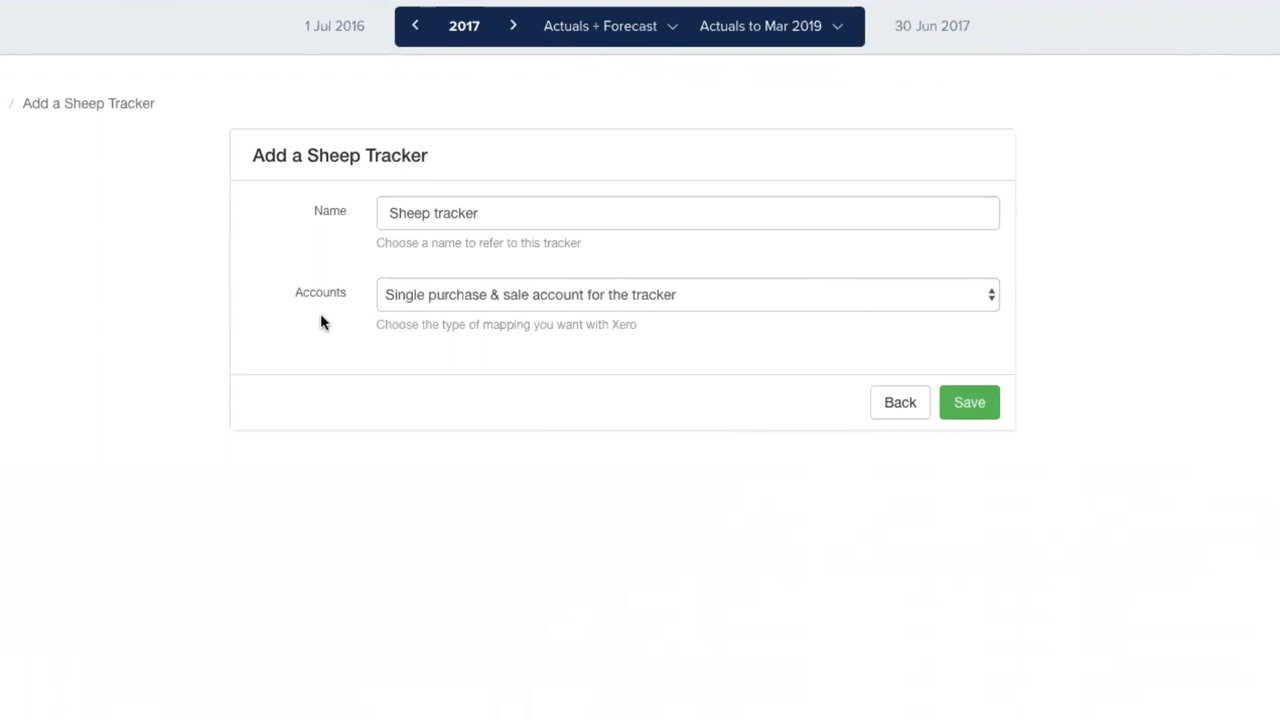 1 Jul 2016 2017 Actuals + Forecast Actuals to Mar 2019 30 Jun 2017
/ Add a Sheep Tracker
Add a Sheep Tracker
Name Sheep tracker
Choose a name to refer to this tracker
Accounts Single purchase & sale account for the tracker
Choose the type of mapping you want with Xero
Back Save